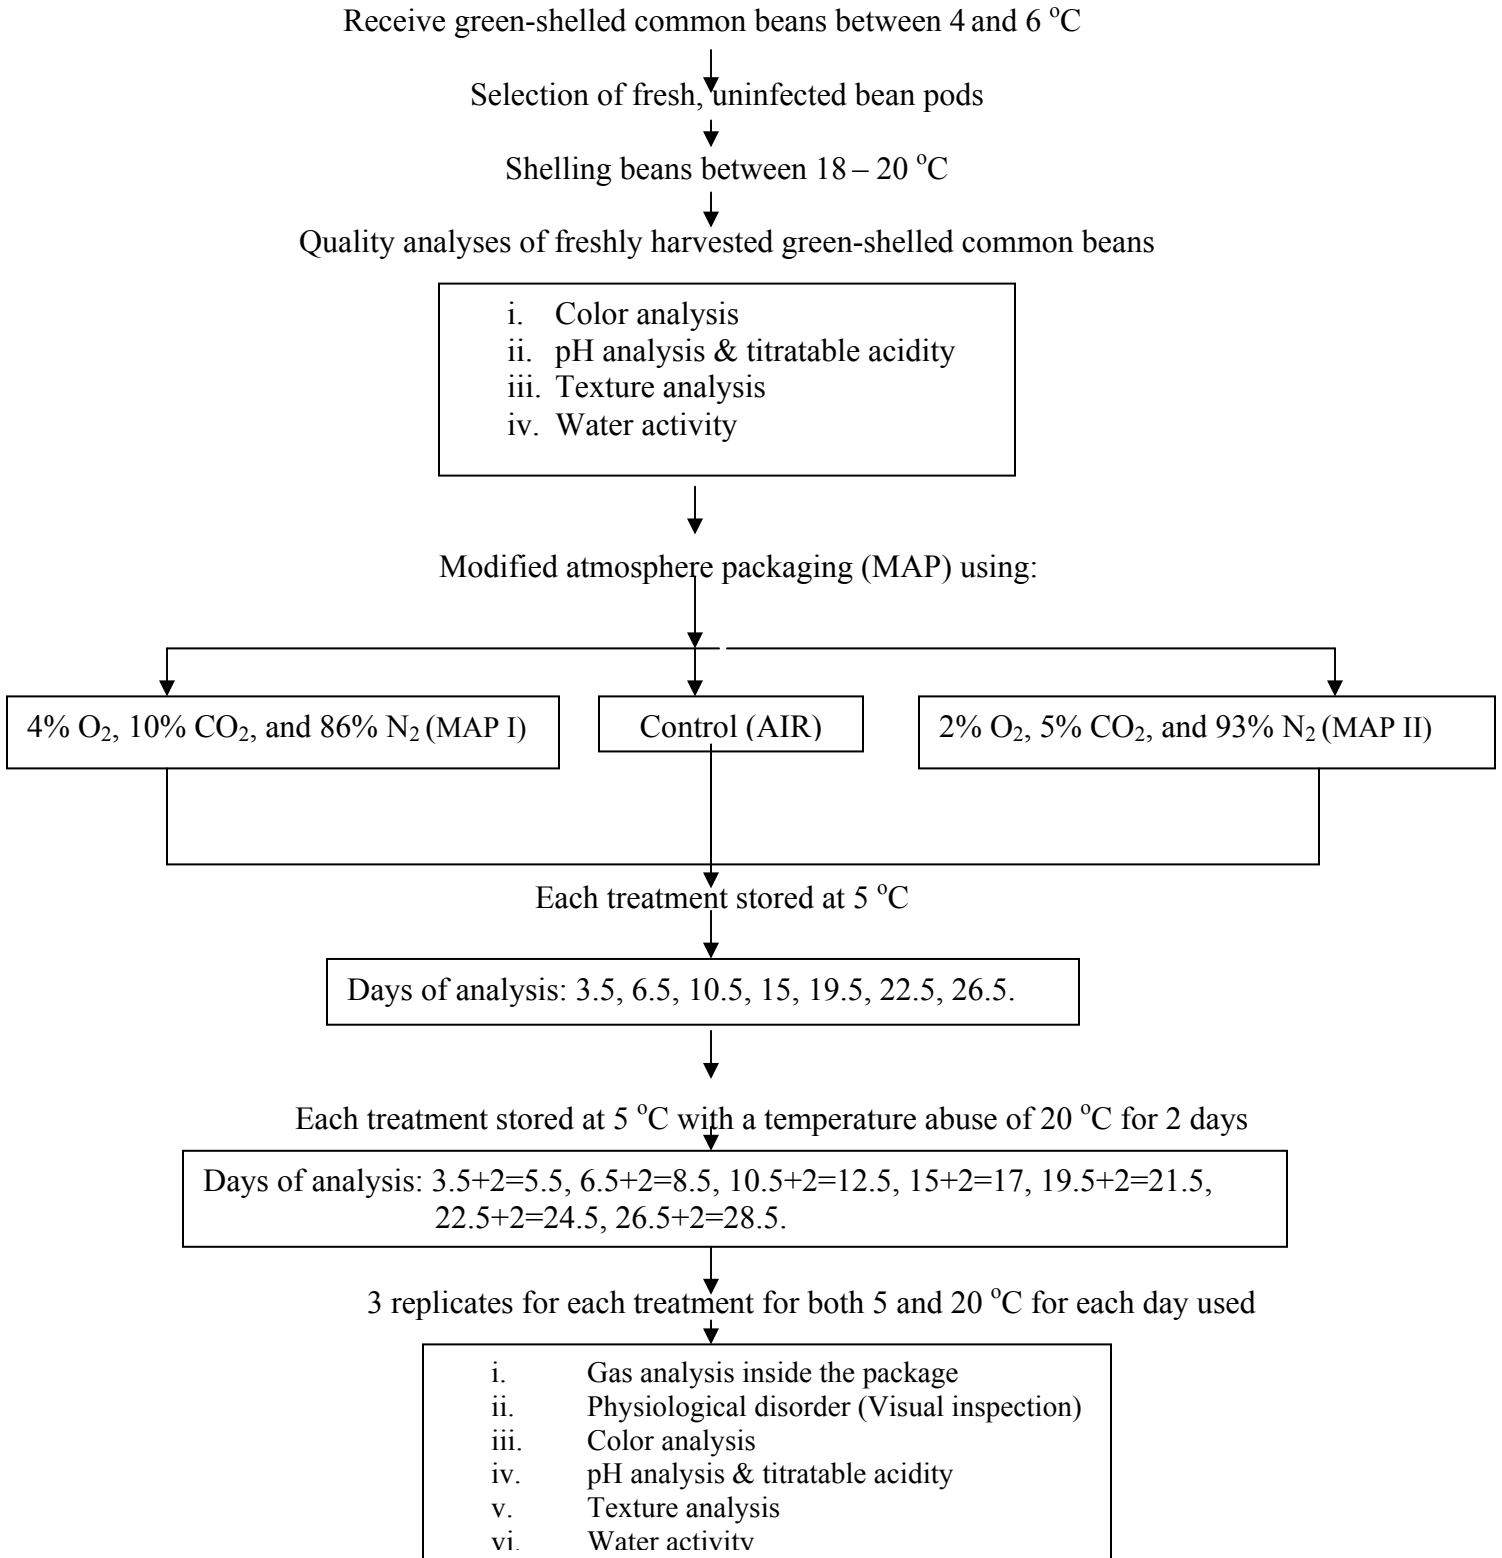 Receive green-shelled common beans between 4 and 6 °C
Selection of fresh, uninfected bean pods
Shelling beans between 18 – 20 °C
Quality analyses of freshly harvested green-shelled common beans
i. Color analysis
ii. pH analysis & titratable acidity
iii. Texture analysis
iv. Water activity
Modified atmosphere packaging (MAP) using:
4% O₂, 10% CO₂, and 86% N₂ (MAP I)
Control (AIR)
2% O₂, 5% CO₂, and 93% N₂ (MAP II)
Each treatment stored at 5 °C
Days of analysis: 3.5, 6.5, 10.5, 15, 19.5, 22.5, 26.5.
Each treatment stored at 5 °C with a temperature abuse of 20 °C for 2 days
Days of analysis: 3.5+2=5.5, 6.5+2=8.5, 10.5+2=12.5, 15+2=17, 19.5+2=21.5,
22.5+2=24.5, 26.5+2=28.5.
3 replicates for each treatment for both 5 and 20 °C for each day used
i. Gas analysis inside the package
ii. Physiological disorder (Visual inspection)
iii. Color analysis
iv. pH analysis & titratable acidity
v. Texture analysis
vi. Water activity